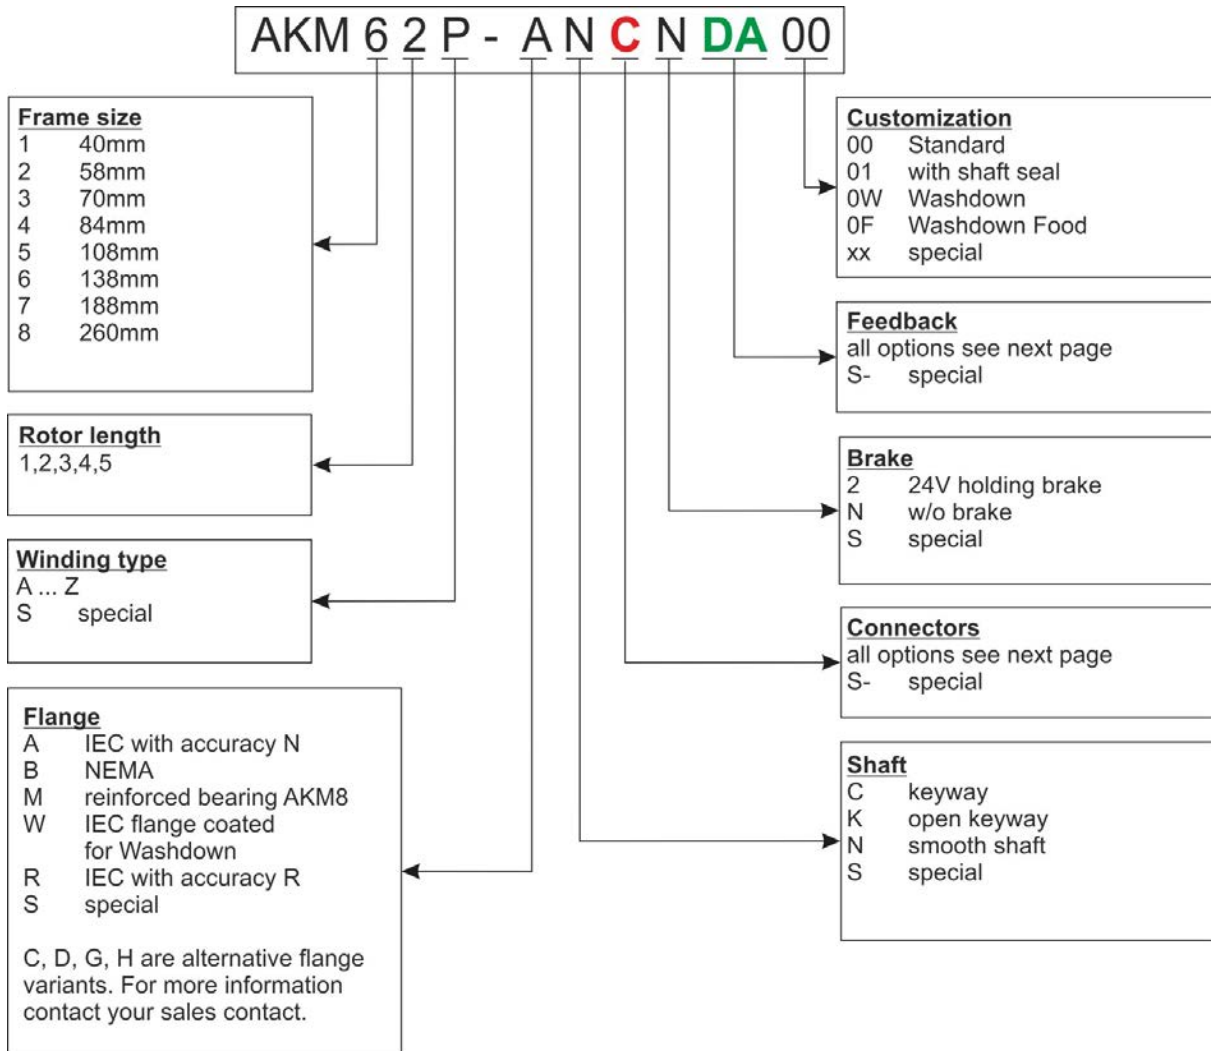 AKM 6 2 P - A N C N DA 00
Frame size
1 40mm
2 58mm
3 70mm
4 84mm
5 108mm
6 138mm
7 188mm
8 260mm
Rotor length
1,2,3,4,5
Winding type
A ... Z
S special
Flange
A IEC with accuracy N
B NEMA
M reinforced bearing AKM8
W IEC flange coated
for Washdown
R IEC with accuracy R
S special
C, D, G, H are alternative flange
variants. For more information
contact your sales contact.
Customization
00 Standard
01 with shaft seal
0W Washdown
0F Washdown Food
xx special
Feedback
all options see next page
S- special
Brake
2 24V holding brake
N w/o brake
S special
Connectors
all options see next page
S- special
Shaft
C keyway
K open keyway
N smooth shaft
S special